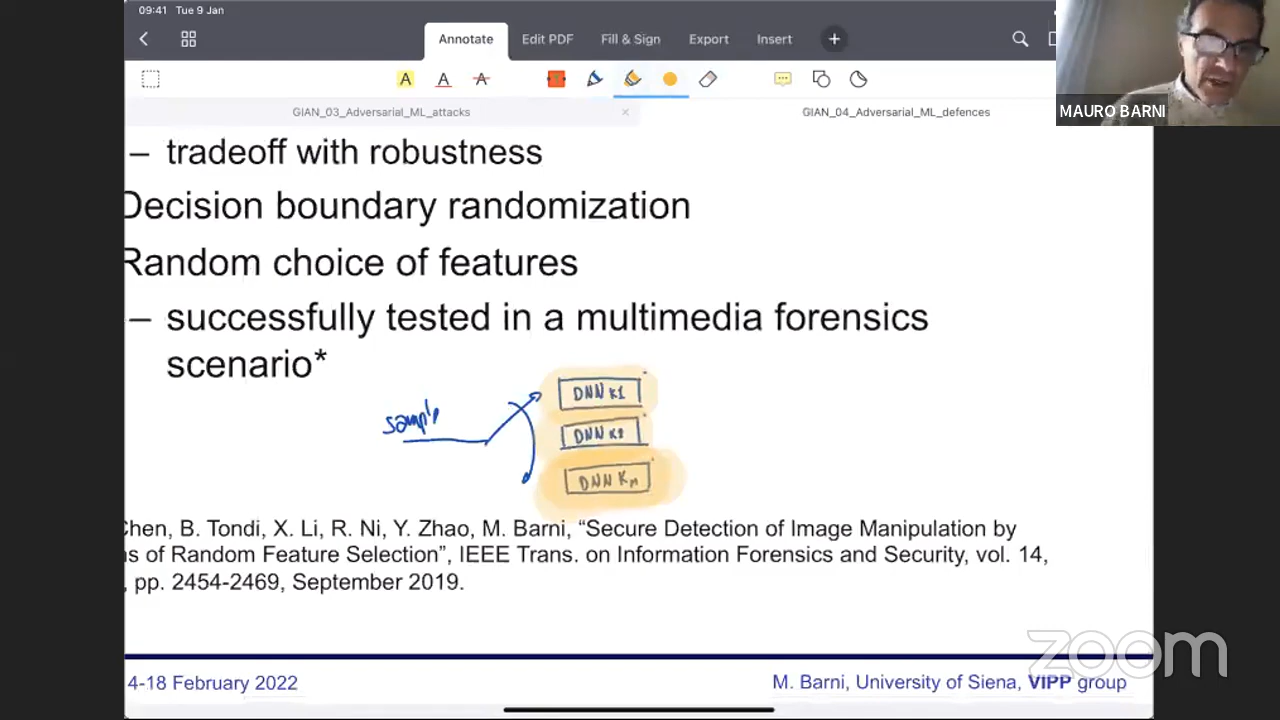 09:41 Tue 9 Jan
Annotate Edit PDF Fill & Sign Export Insert
A A A
GIAN_03_Adversarial_ML_attacks GIAN_04_Adversarial_ML_defences
MAURO BARNI
– tradeoff with robustness
Decision boundary randomization
Random choice of features
– successfully tested in a multimedia forensics
scenario*
DNN K1
sample
DNN K2
DNN Kn
Chen, B. Tondi, X. Li, R. Ni, Y. Zhao, M. Barni, “Secure Detection of Image Manipulation by
s of Random Feature Selection”, IEEE Trans. on Information Forensics and Security, vol. 14,
, pp. 2454-2469, September 2019.
zoom
4-18 February 2022
M. Barni, University of Siena, VIPP group